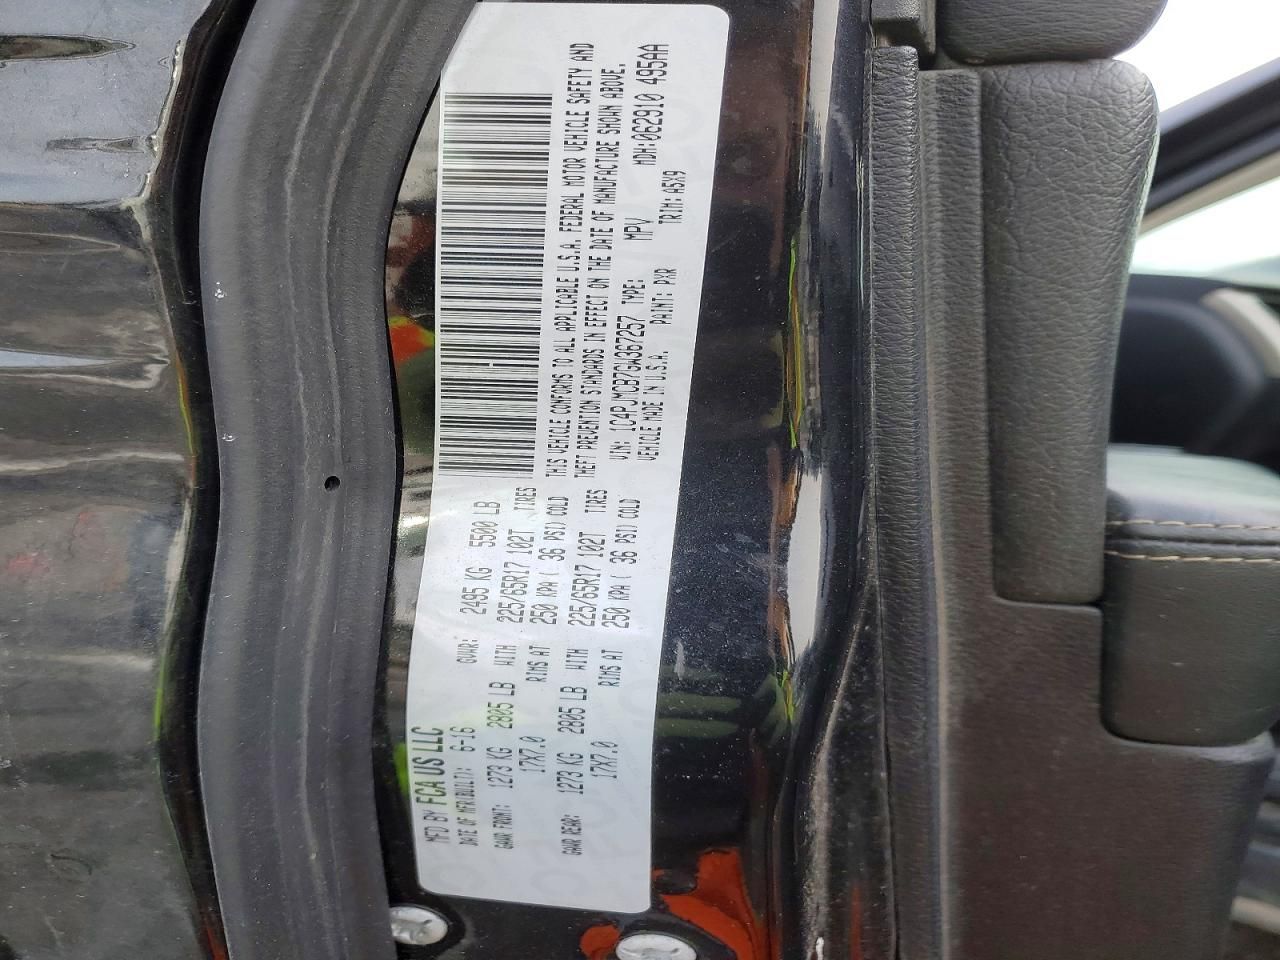 MFD BY FCA US LLC
DATE OF MFR(BUILT): 6-16 GVWR: 2495 KG 5500 LB
GAWR FRONT: 1273 KG 2805 LB WITH 225/65R17 102T TIRES
17X7.0 RIMS AT 250 KPA ( 36 PSI) COLD
GAWR REAR: 1273 KG 2805 LB WITH 225/65R17 102T TIRES
17X7.0 RIMS AT 250 KPA ( 36 PSI) COLD
THIS VEHICLE CONFORMS TO ALL APPLICABLE U.S.A. FEDERAL MOTOR VEHICLE SAFETY AND
THEFT PREVENTION STANDARDS IN EFFECT ON THE DATE OF MANUFACTURE SHOWN ABOVE.
VIN: 1C4PJMCB7GW367257 TYPE: MPV MDH:062910 495AA
VEHICLE MADE IN U.S.A. PAINT: PXR TRIM:A5X9